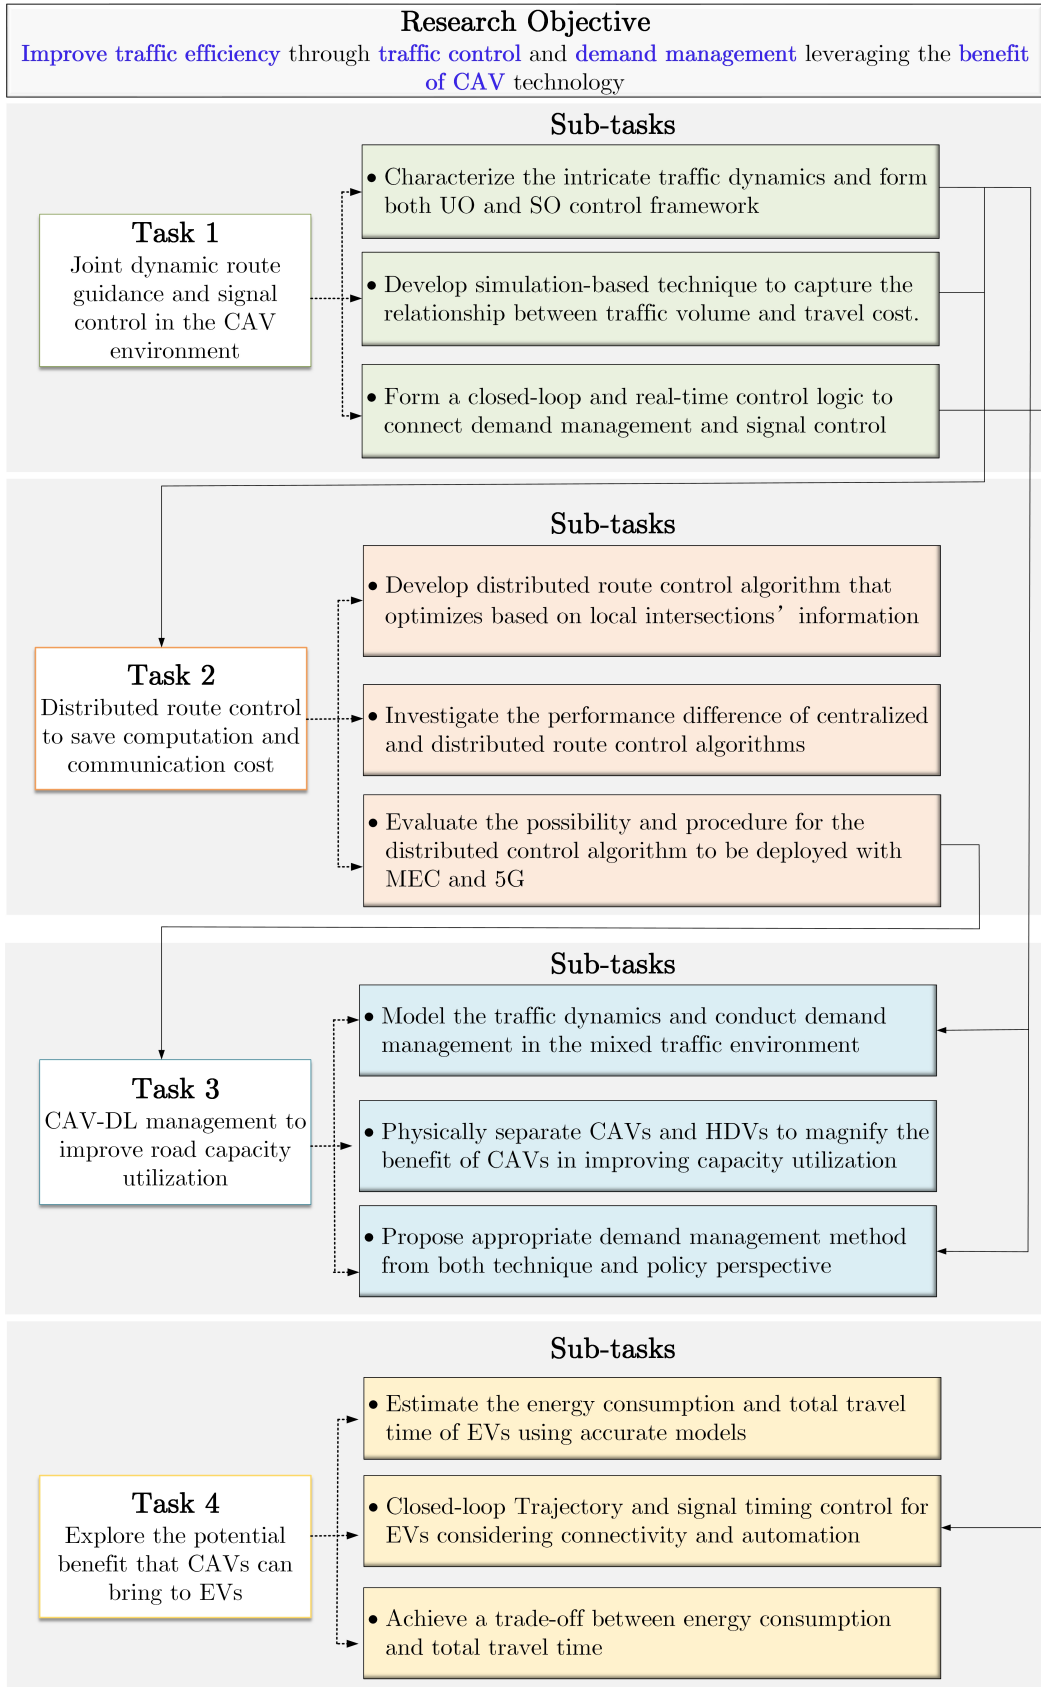 Research Objective
Improve traffic efficiency through traffic control and demand management leveraging the benefit
of CAV technology
Sub-tasks
Task 1
Joint dynamic route
guidance and signal
control in the CAV
environment
• Characterize the intricate traffic dynamics and form
both UO and SO control framework
• Develop simulation-based technique to capture the
relationship between traffic volume and travel cost.
• Form a closed-loop and real-time control logic to
connect demand management and signal control
Sub-tasks
Task 2
Distributed route control
to save computation and
communication cost
• Develop distributed route control algorithm that
optimizes based on local intersections’ information
• Investigate the performance difference of centralized
and distributed route control algorithms
• Evaluate the possibility and procedure for the
distributed control algorithm to be deployed with
MEC and 5G
Sub-tasks
Task 3
CAV-DL management to
improve road capacity
utilization
• Model the traffic dynamics and conduct demand
management in the mixed traffic environment
• Physically separate CAVs and HDVs to magnify the
benefit of CAVs in improving capacity utilization
• Propose appropriate demand management method
from both technique and policy perspective
Sub-tasks
Task 4
Explore the potential
benefit that CAVs can
bring to EVs
• Estimate the energy consumption and total travel
time of EVs using accurate models
• Closed-loop Trajectory and signal timing control for
EVs considering connectivity and automation
• Achieve a trade-off between energy consumption
and total travel time